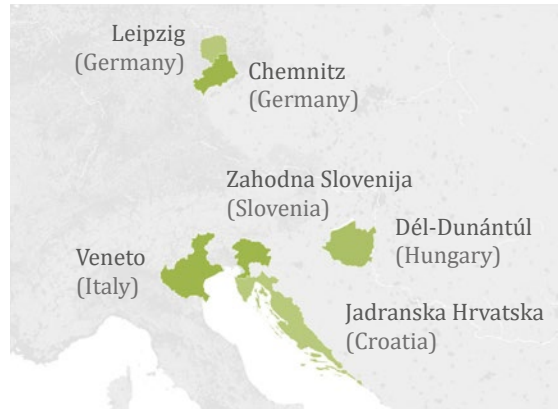 Leipzig
(Germany)
Chemnitz
(Germany)
Zahodna Slovenija
(Slovenia)
Dél-Dunántúl
(Hungary)
Veneto
(Italy)
Jadranska Hrvatska
(Croatia)